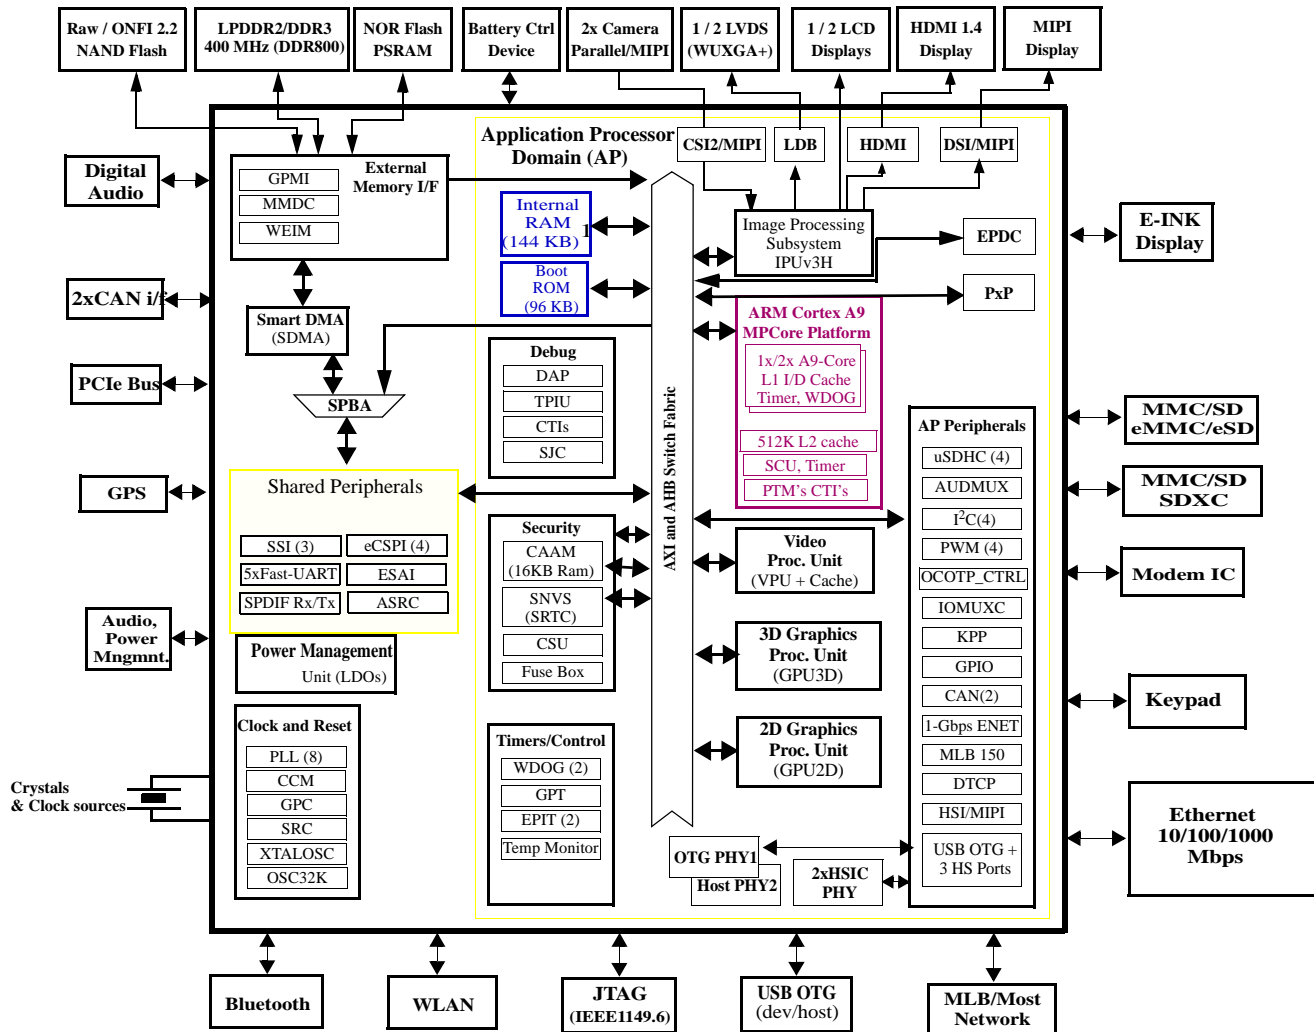 Raw / ONFI 2.2
NAND Flash
LPDDR2/DDR3
400 MHz (DDR800)
NOR Flash
PSRAM
Battery Ctrl
Device
2x Camera
Parallel/MIPI
1 / 2 LVDS
(WUXGA+)
1 / 2 LCD
Displays
HDMI 1.4
Display
MIPI
Display
Application Processor
Domain (AP)
CSI2/MIPI
LDB
HDMI
DSI/MIPI
External
Memory I/F
GPMI
MMDC
WEIM
Digital
Audio
Internal
RAM
(144 KB)
1
Image Processing
Subsystem
IPUv3H
EPDC
E-INK
Display
Boot
ROM
(96 KB)
PxP
2xCAN i/f
Smart DMA
(SDMA)
ARM Cortex A9
MPCore Platform
1x/2x A9-Core
L1 I/D Cache
Timer, WDOG
512K L2 cache
SCU, Timer
PTM's CTI's
Debug
DAP
TPIU
CTIs
SJC
PCIe Bus
SPBA
AXI and AHB Switch Fabric
GPS
Shared Peripherals
SSI (3)
eCSPI (4)
5xFast-UART
ESAI
SPDIF Rx/Tx
ASRC
Security
CAAM
(16KB Ram)
SNVS
(SRTC)
CSU
Fuse Box
Video
Proc. Unit
(VPU + Cache)
3D Graphics
Proc. Unit
(GPU3D)
2D Graphics
Proc. Unit
(GPU2D)
AP Peripherals
uSDHC (4)
AUDMUX
I²C(4)
PWM (4)
OCOTP_CTRL
IOMUXC
KPP
GPIO
CAN(2)
1-Gbps ENET
MLB 150
DTCP
HSI/MIPI
USB OTG +
3 HS Ports
MMC/SD
eMMC/eSD
MMC/SD
SDXC
Modem IC
Keypad
Ethernet
10/100/1000
Mbps
Audio,
Power
Mngmnt.
Power Management
Unit (LDOs)
Clock and Reset
PLL (8)
CCM
GPC
SRC
XTALOSC
OSC32K
Crystals
& Clock sources
Timers/Control
WDOG (2)
GPT
EPIT (2)
Temp Monitor
OTG PHY1
Host PHY2
2xHSIC
PHY
Bluetooth
WLAN
JTAG
(IEEE1149.6)
USB OTG
(dev/host)
MLB/Most
Network